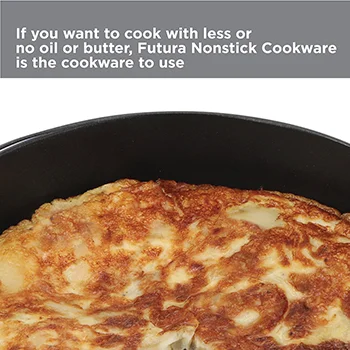 If you want to cook with less or
no oil or butter, Futura Nonstick Cookware
is the cookware to use